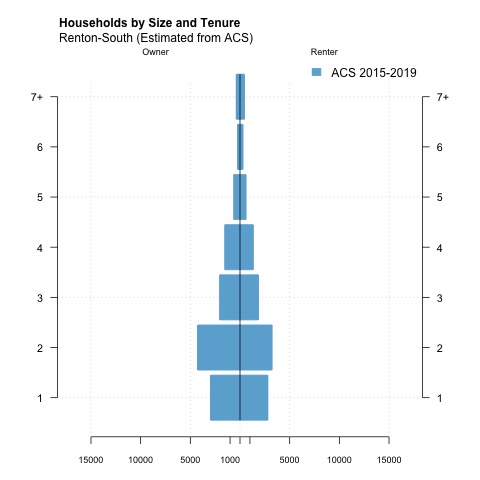 Households by Size and Tenure
Renton-South (Estimated from ACS)
Owner Renter
ACS 2015-2019
7+ 7+
6 6
5 5
4 4
3 3
2 2
1 1
15000 10000 5000 1000 5000 10000 15000